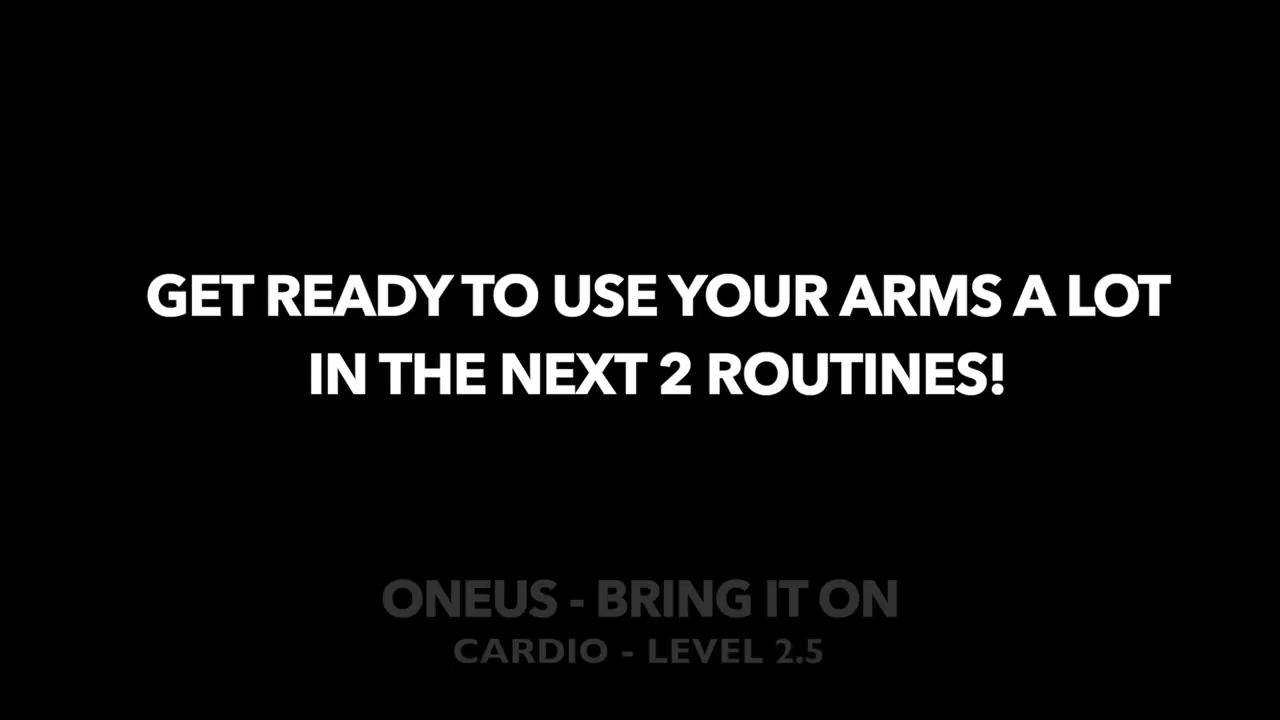 GET READY TO USE YOUR ARMS A LOT
IN THE NEXT 2 ROUTINES!
ONEUS - BRING IT ON
CARDIO - LEVEL 2.5